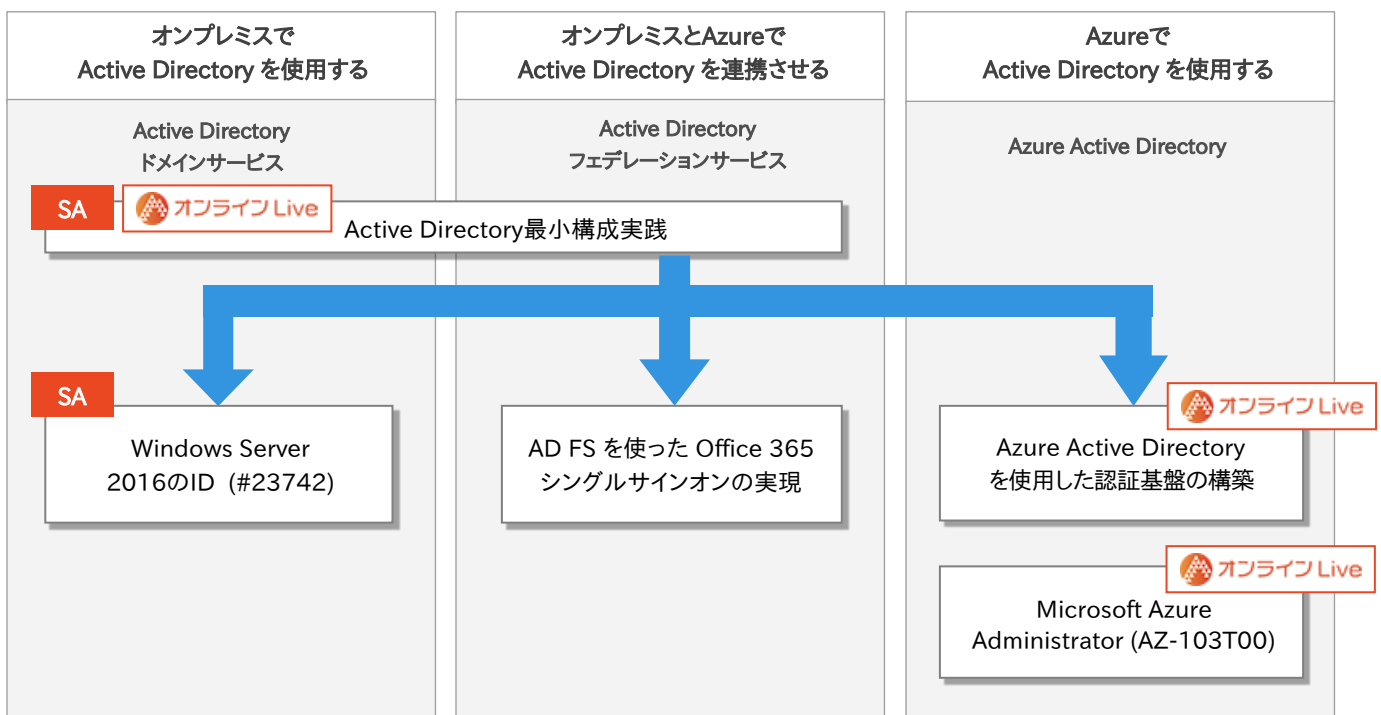 オンプレミスで
Active Directory を使用する
オンプレミスとAzureで
Active Directory を連携させる
Azureで
Active Directory を使用する
Active Directory
ドメインサービス
Active Directory
フェデレーションサービス
Azure Active Directory
SA
オンライン Live
Active Directory最小構成実践
SA
Windows Server
2016のID (#23742)
AD FS を使った Office 365
シングルサインオンの実現
オンライン Live
Azure Active Directory
を使用した認証基盤の構築
オンライン Live
Microsoft Azure
Administrator (AZ-103T00)